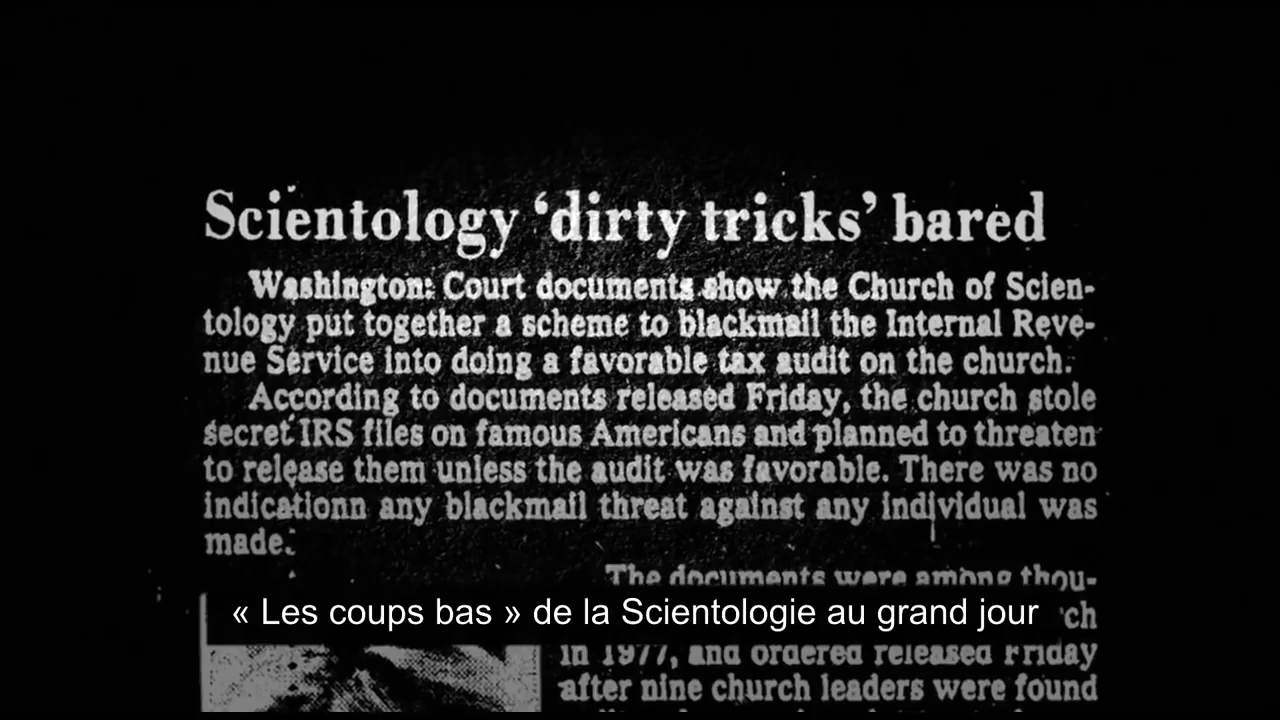 Scientology ‘dirty tricks’ bared
Washington: Court documents show the Church of Scien-
tology put together a scheme to blackmail the Internal Reve-
nue Service into doing a favorable tax audit on the church.
According to documents released Friday, the church stole
secret IRS files on famous Americans and planned to threaten
to release them unless the audit was favorable. There was no
indicationn any blackmail threat against any individual was
made.
The documents were among thou-
« Les coups bas » de la Scientologie au grand jour
in 1977, and ordered released Friday
after nine church leaders were found